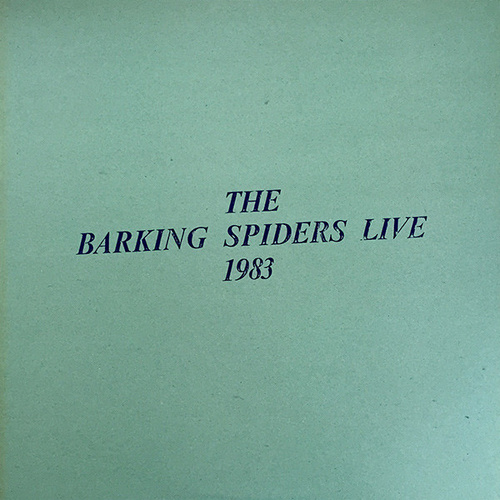 THE
BARKING SPIDERS LIVE
1983